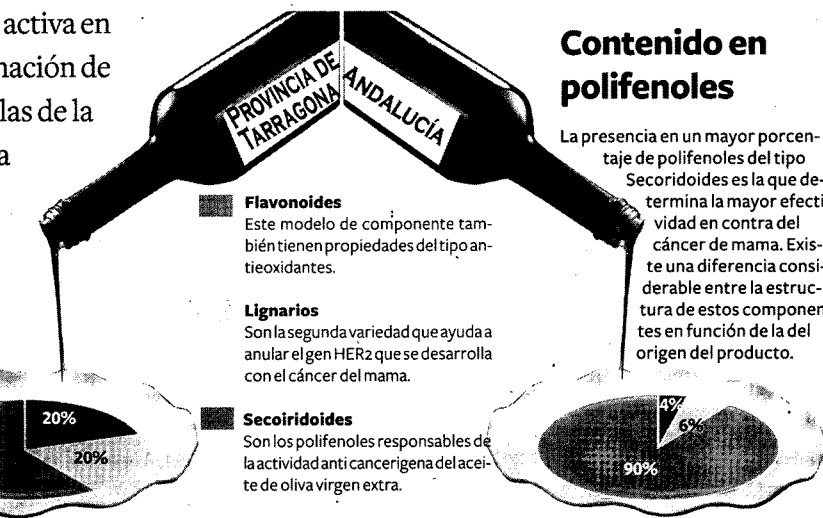 activa en
nación de
las de la
a
PROVINCIA DE
TARRAGONA
ANDALUCÍA
Contenido en
polifenoles
La presencia en un mayor porcen-
taje de polifenoles del tipo
Secoridoides es la que de-
termina la mayor efecti-
vidad en contra del
cáncer de mama. Exis-
te una diferencia consi-
derable entre la estruc-
tura de estos componen-
tes en función de la del
origen del producto.
Flavonoides
Este modelo de componente tam-
bién tienen propiedades del tipo an-
tieoxidantes.
Lignarios
Son la segunda variedad que ayuda a
anular el gen HER2 que se desarrolla
con el cáncer del mama.
Secoiridoides
Son los polifenoles responsables de
la actividad anti cancerigena del acei-
te de oliva virgen extra.
20%
20%
4%
6%
90%